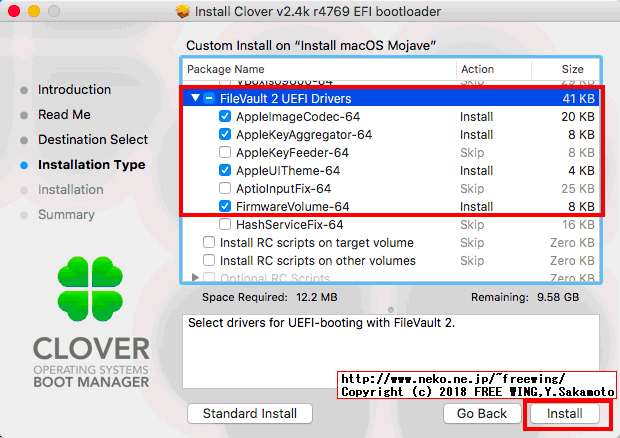 Install Clover v2.4k r4769 EFI bootloader
Custom Install on “Install macOS Mojave”
Introduction
Read Me
Destination Select
Installation Type
Installation
Summary
Package Name Action Size
VBoxIso9600-64 Skip 29 KB
FileVault 2 UEFI Drivers 41 KB
AppleImageCodec-64 Install 20 KB
AppleKeyAggregator-64 Install 8 KB
AppleKeyFeeder-64 Skip 8 KB
AppleUITheme-64 Install 4 KB
AptioInputFix-64 Skip 25 KB
FirmwareVolume-64 Install 8 KB
HashServiceFix-64 Skip 16 KB
Install RC scripts on target volume Skip Zero KB
Install RC scripts on other volumes Skip Zero KB
Optional RC Scripts Skip Zero KB
Space Required: 12.2 MB Remaining: 9.58 GB
Select drivers for UEFI-booting with FileVault 2.
CLOVER
OPERATING SYSTEMS
BOOT MANAGER
http://www.neko.ne.jp/~freewing/
Copyright (c) 2018 FREE WING,Y.Sakamoto
Standard Install Go Back Install